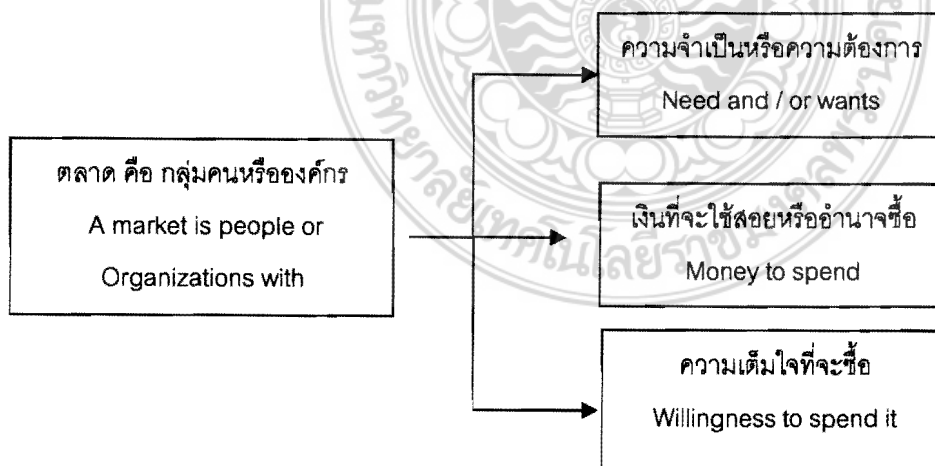 ตลาด คือ กลุ่มคนหรือองค์กร
A market is people or
Organizations with
ความจำเป็นหรือความต้องการ
Need and / or wants
เงินที่จะใช้สอยหรืออำนาจซื้อ
Money to spend
ความเต็มใจที่จะซื้อ
Willingness to spend it